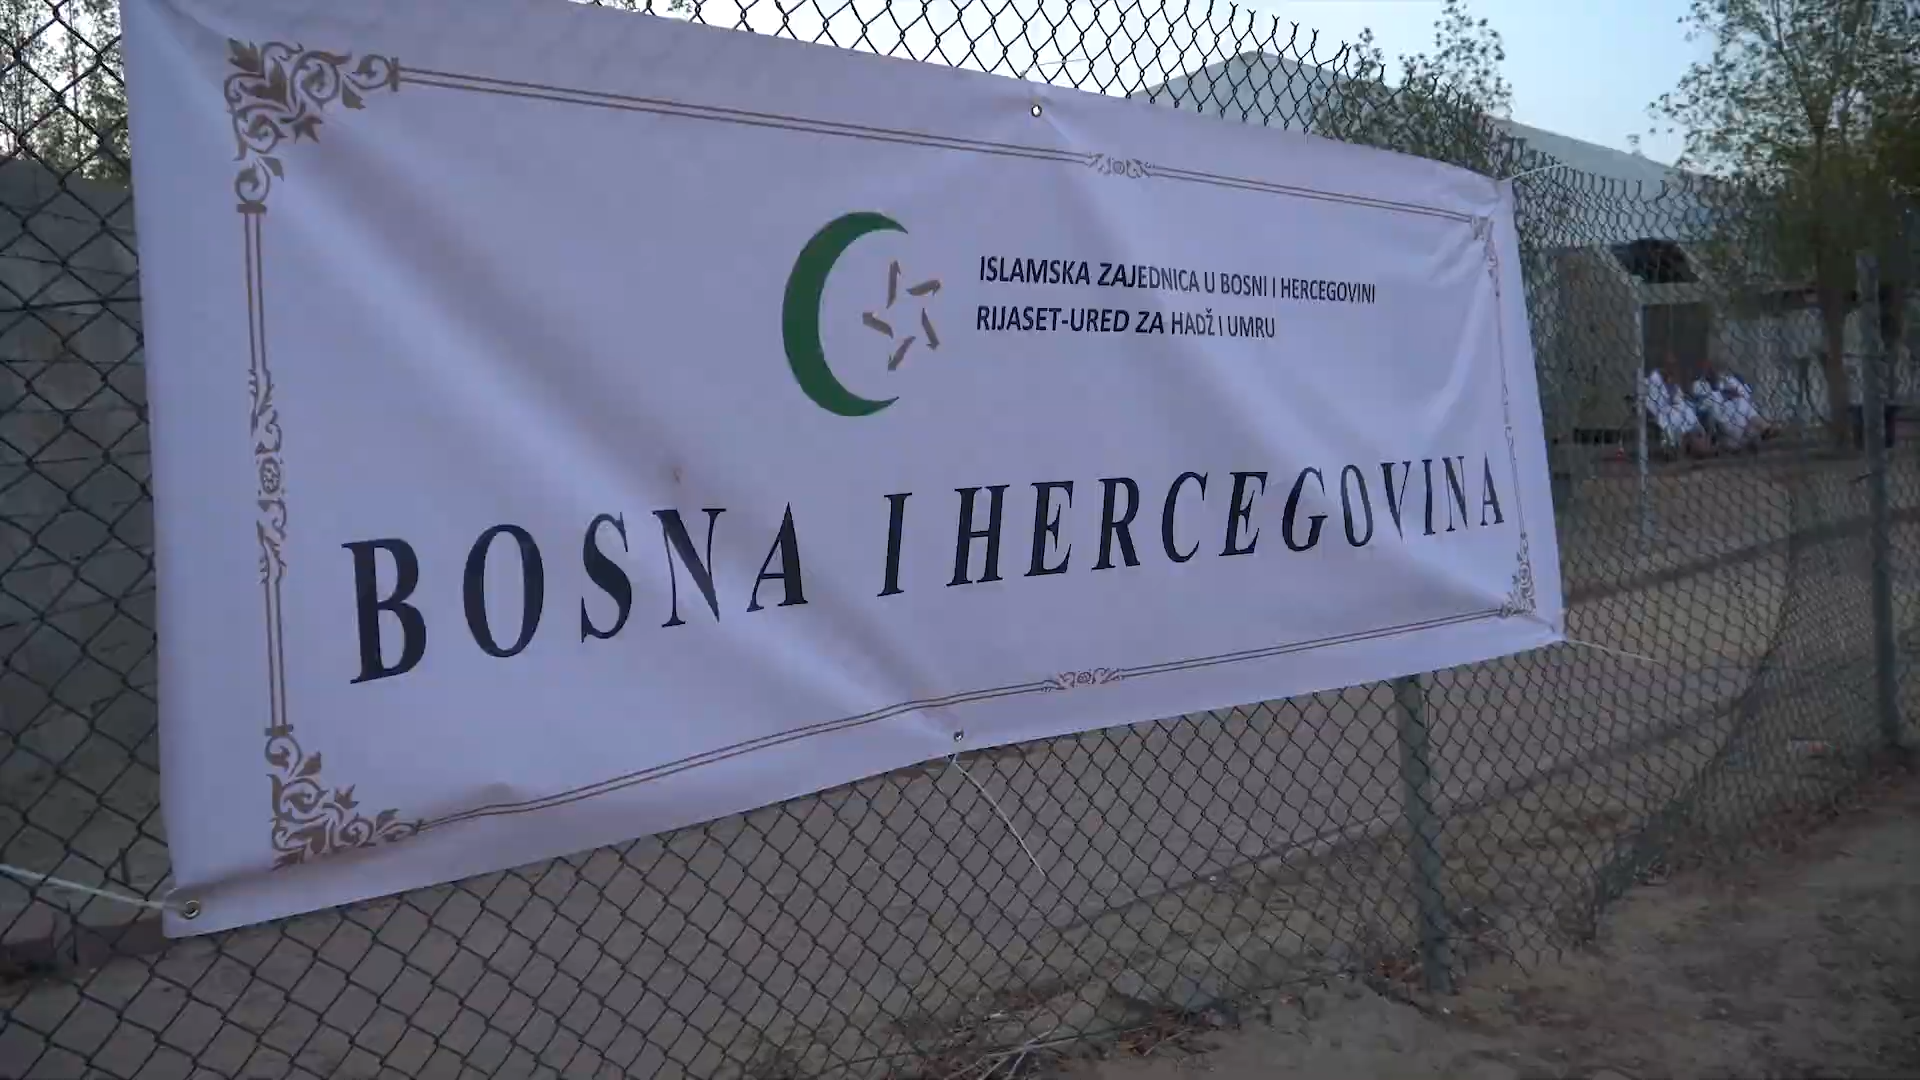 ISLAMSKA ZAJEDNICA U BOSNI I HERCEGOVINI
RIJASET-URED ZA HADŽ I UMRU
BOSNA I HERCEGOVINA